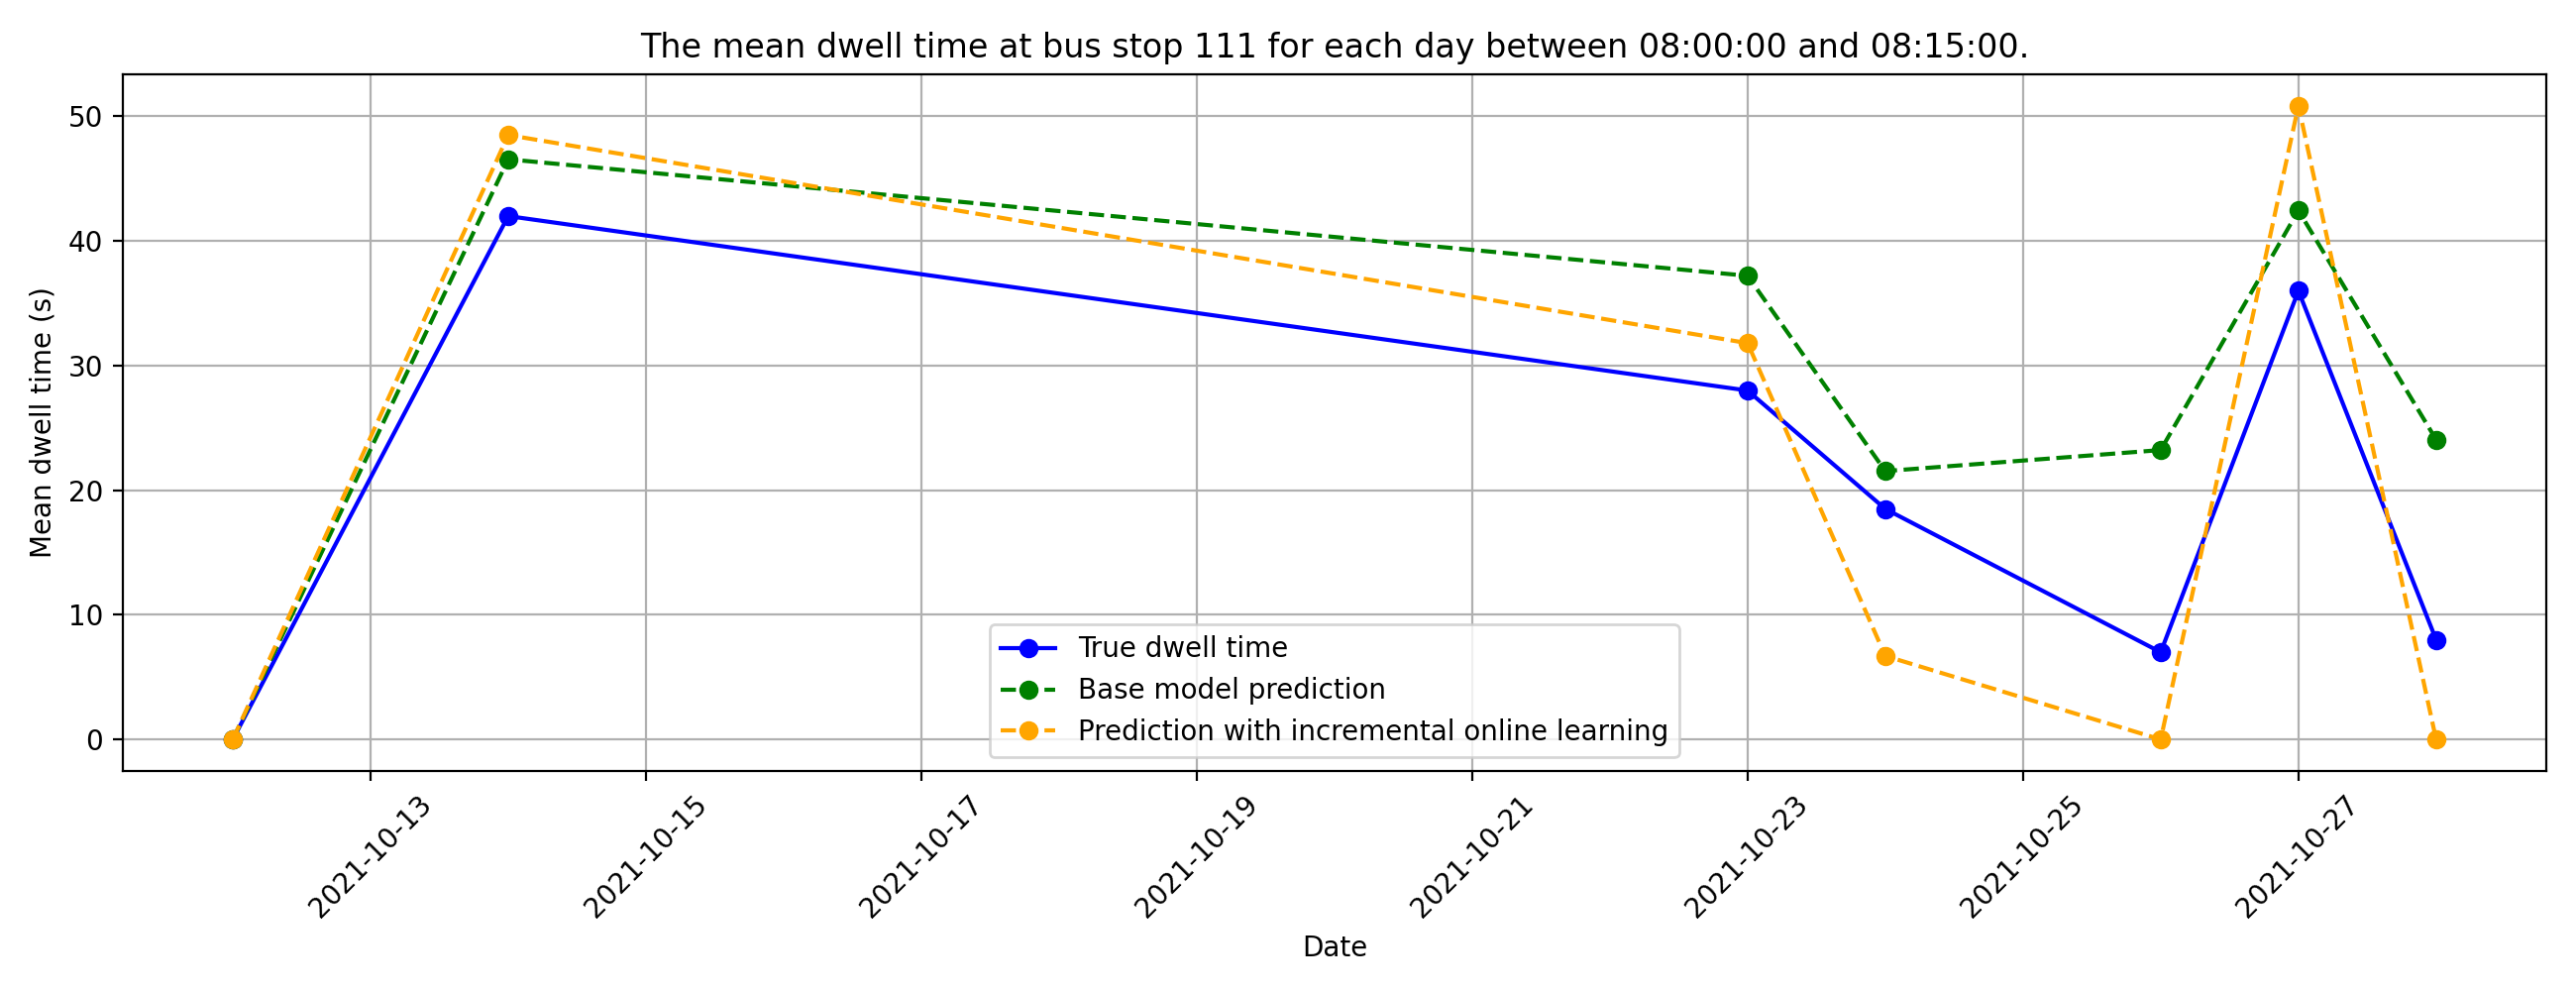 The mean dwell time at bus stop 111 for each day between 08:00:00 and 08:15:00.
Mean dwell time (s)
50
40
30
20
10
0
True dwell time
Base model prediction
Prediction with incremental online learning
2021-10-13
2021-10-15
2021-10-17
2021-10-19
2021-10-21
2021-10-23
2021-10-25
2021-10-27
Date